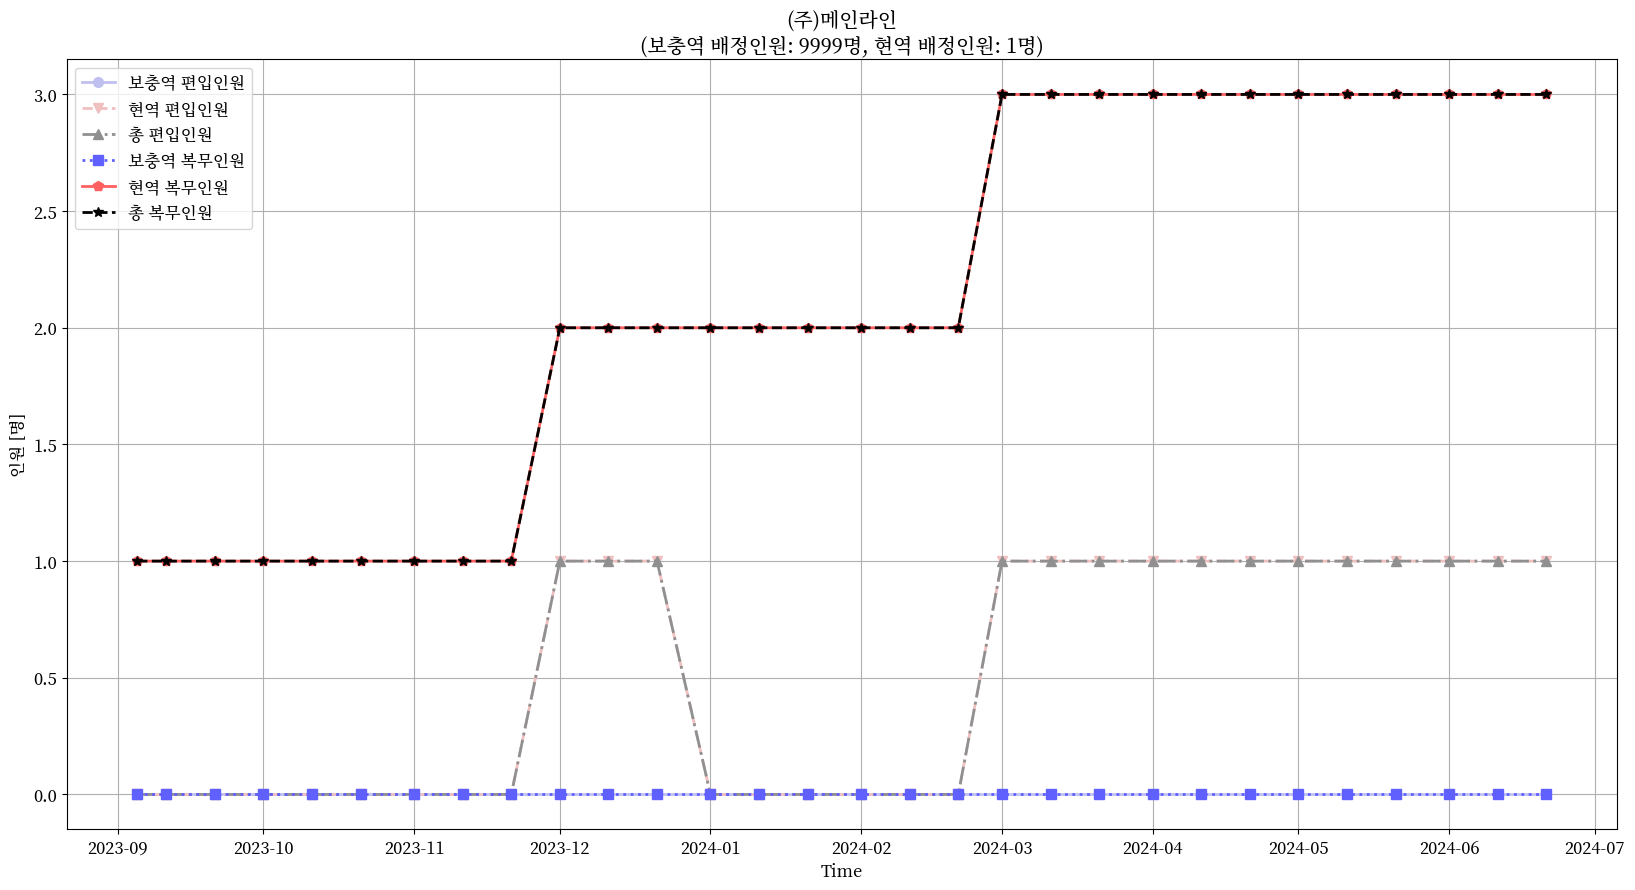 (주)메인라인
(보충역 배정인원: 9999명, 현역 배정인원: 1명)
보충역 편입인원
현역 편입인원
총 편입인원
보충역 복무인원
현역 복무인원
총 복무인원
3.0
2.5
2.0
1.5
1.0
0.5
0.0
인원 [명]
2023-09
2023-10
2023-11
2023-12
2024-01
2024-02
2024-03
2024-04
2024-05
2024-06
2024-07
Time